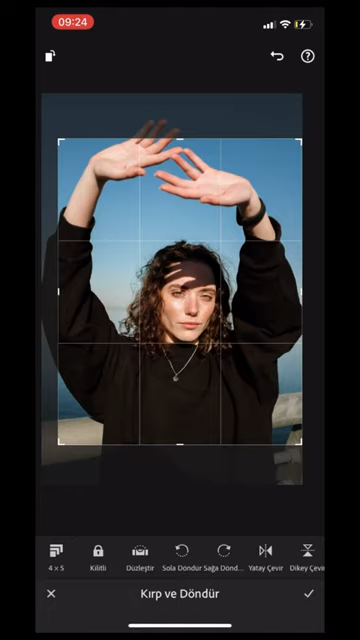 09:24
4 × 5
Kilitli
Düzleştir
Sola Döndür
Sağa Dönd...
Yatay Çevir
Dikey Çevir
Kırp ve Döndür